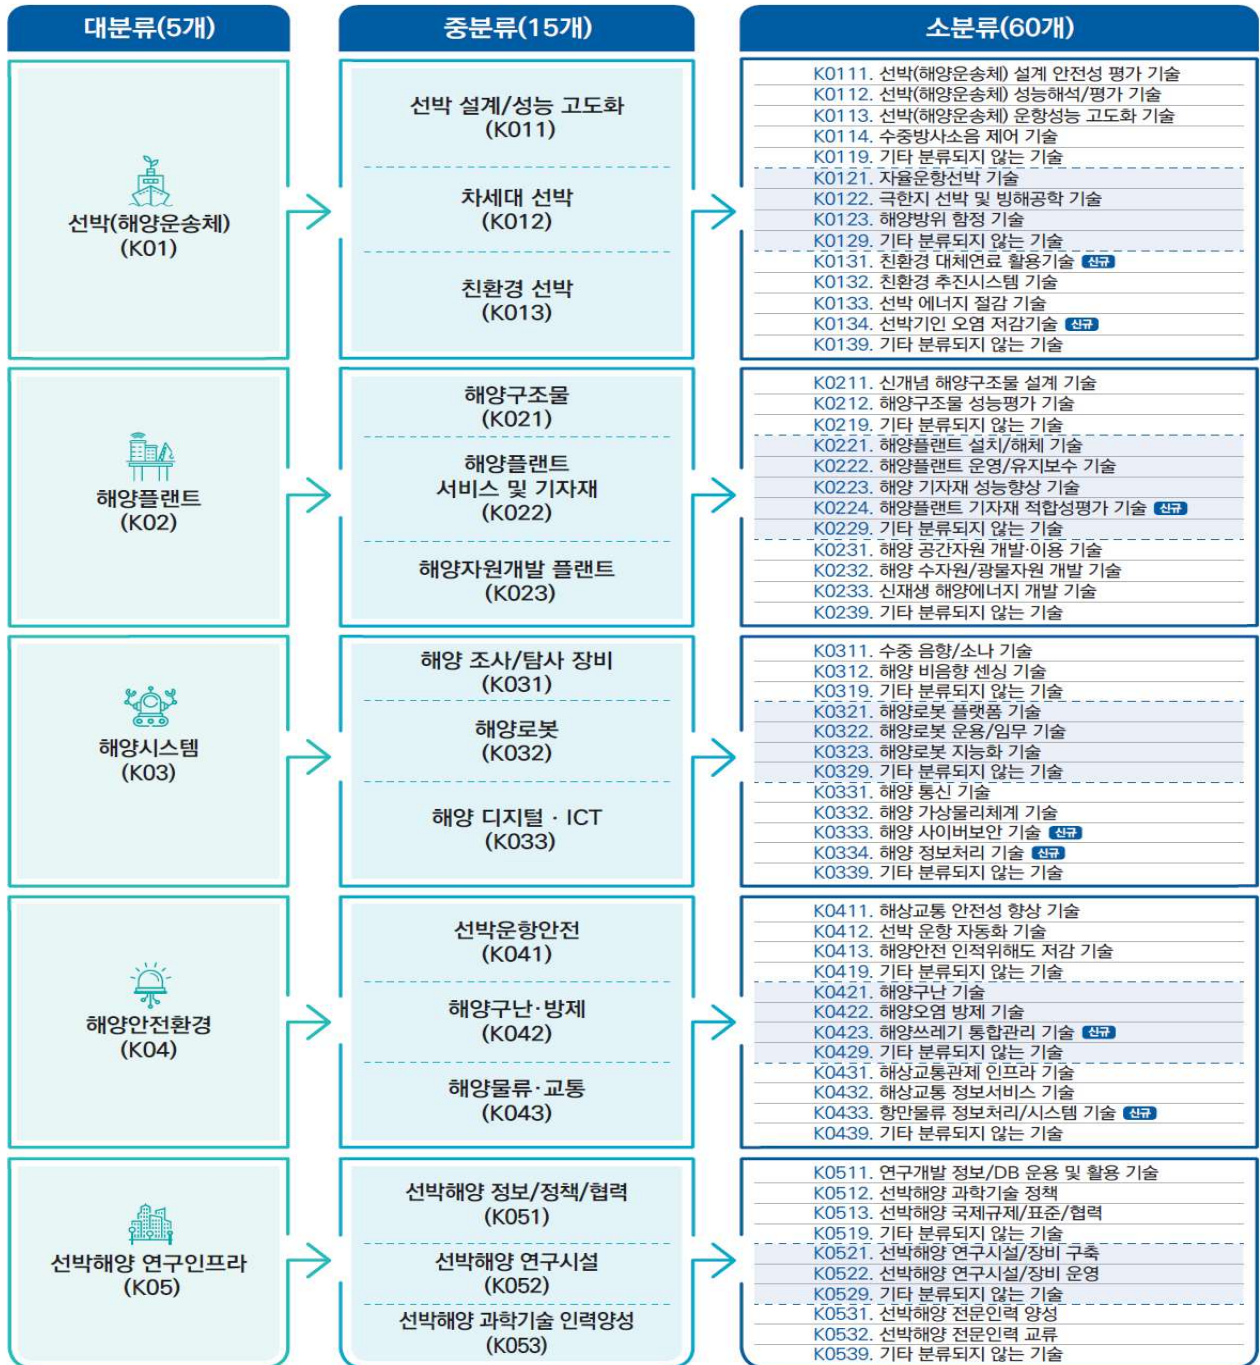 대분류(5개)
중분류(15개)
소분류(60개)
선박(해양운송체)
(K01)
선박 설계/성능 고도화
(K011)
차세대 선박
(K012)
친환경 선박
(K013)
K0111. 선박(해양운송체) 설계 안전성 평가 기술
K0112. 선박(해양운송체) 성능해석/평가 기술
K0113. 선박(해양운송체) 운항성능 고도화 기술
K0114. 수중방사소음 제어 기술
K0119. 기타 분류되지 않는 기술
K0121. 자율운항선박 기술
K0122. 극한지 선박 및 빙해공학 기술
K0123. 해양방위 함정 기술
K0129. 기타 분류되지 않는 기술
K0131. 친환경 대체연료 활용기술 신규
K0132. 친환경 추진시스템 기술
K0133. 선박 에너지 절감 기술
K0134. 선박기인 오염 저감기술 신규
K0139. 기타 분류되지 않는 기술
해양플랜트
(K02)
해양구조물
(K021)
해양플랜트
서비스 및 기자재
(K022)
해양자원개발 플랜트
(K023)
K0211. 신개념 해양구조물 설계 기술
K0212. 해양구조물 성능평가 기술
K0219. 기타 분류되지 않는 기술
K0221. 해양플랜트 설치/해체 기술
K0222. 해양플랜트 운영/유지보수 기술
K0223. 해양 기자재 성능향상 기술
K0224. 해양플랜트 기자재 적합성평가 기술 신규
K0229. 기타 분류되지 않는 기술
K0231. 해양 공간자원 개발·이용 기술
K0232. 해양 수자원/광물자원 개발 기술
K0233. 신재생 해양에너지 개발 기술
K0239. 기타 분류되지 않는 기술
해양시스템
(K03)
해양 조사/탐사 장비
(K031)
해양로봇
(K032)
해양 디지털 · ICT
(K033)
K0311. 수중 음향/소나 기술
K0312. 해양 비음향 센싱 기술
K0319. 기타 분류되지 않는 기술
K0321. 해양로봇 플랫폼 기술
K0322. 해양로봇 운용/임무 기술
K0323. 해양로봇 지능화 기술
K0329. 기타 분류되지 않는 기술
K0331. 해양 통신 기술
K0332. 해양 가상물리체계 기술
K0333. 해양 사이버보안 기술 신규
K0334. 해양 정보처리 기술 신규
K0339. 기타 분류되지 않는 기술
해양안전환경
(K04)
선박운항안전
(K041)
해양구난·방제
(K042)
해양물류·교통
(K043)
K0411. 해상교통 안전성 향상 기술
K0412. 선박 운항 자동화 기술
K0413. 해양안전 인적위해도 저감 기술
K0419. 기타 분류되지 않는 기술
K0421. 해양구난 기술
K0422. 해양오염 방제 기술
K0423. 해양쓰레기 통합관리 기술 신규
K0429. 기타 분류되지 않는 기술
K0431. 해상교통관제 인프라 기술
K0432. 해상교통 정보서비스 기술
K0433. 항만물류 정보처리/시스템 기술 신규
K0439. 기타 분류되지 않는 기술
선박해양 연구인프라
(K05)
선박해양 정보/정책/협력
(K051)
선박해양 연구시설
(K052)
선박해양 과학기술 인력양성
(K053)
K0511. 연구개발 정보/DB 운용 및 활용 기술
K0512. 선박해양 과학기술 정책
K0513. 선박해양 국제규제/표준/협력
K0519. 기타 분류되지 않는 기술
K0521. 선박해양 연구시설/장비 구축
K0522. 선박해양 연구시설/장비 운영
K0529. 기타 분류되지 않는 기술
K0531. 선박해양 전문인력 양성
K0532. 선박해양 전문인력 교류
K0539. 기타 분류되지 않는 기술